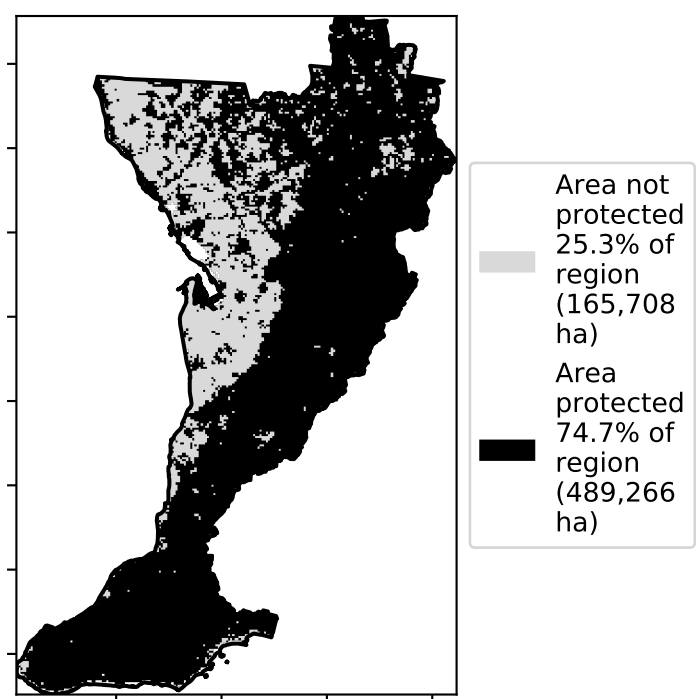 Area not
protected
25.3% of
region
(165,708
ha)
Area
protected
74.7% of
region
(489,266
ha)